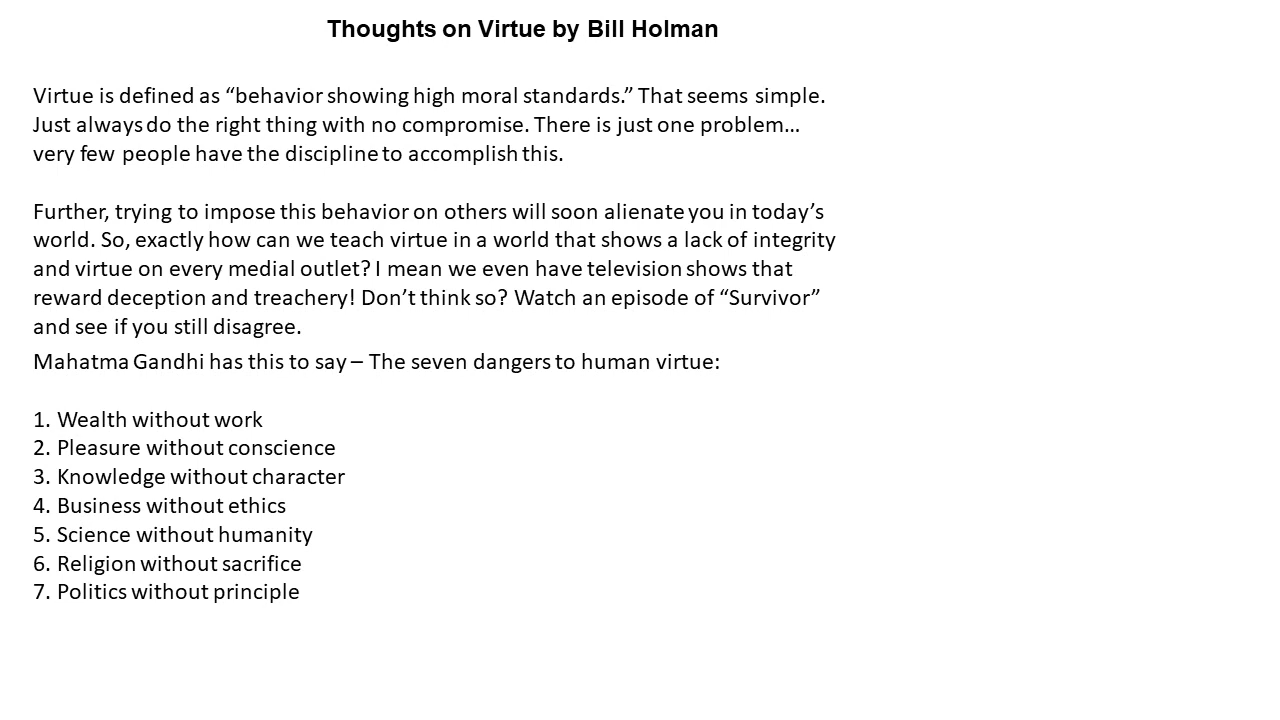 Thoughts on Virtue by Bill Holman
Virtue is defined as “behavior showing high moral standards.” That seems simple.
Just always do the right thing with no compromise. There is just one problem…
very few people have the discipline to accomplish this.
Further, trying to impose this behavior on others will soon alienate you in today’s
world. So, exactly how can we teach virtue in a world that shows a lack of integrity
and virtue on every medial outlet? I mean we even have television shows that
reward deception and treachery! Don’t think so? Watch an episode of “Survivor”
and see if you still disagree.
Mahatma Gandhi has this to say – The seven dangers to human virtue:
1. Wealth without work
2. Pleasure without conscience
3. Knowledge without character
4. Business without ethics
5. Science without humanity
6. Religion without sacrifice
7. Politics without principle